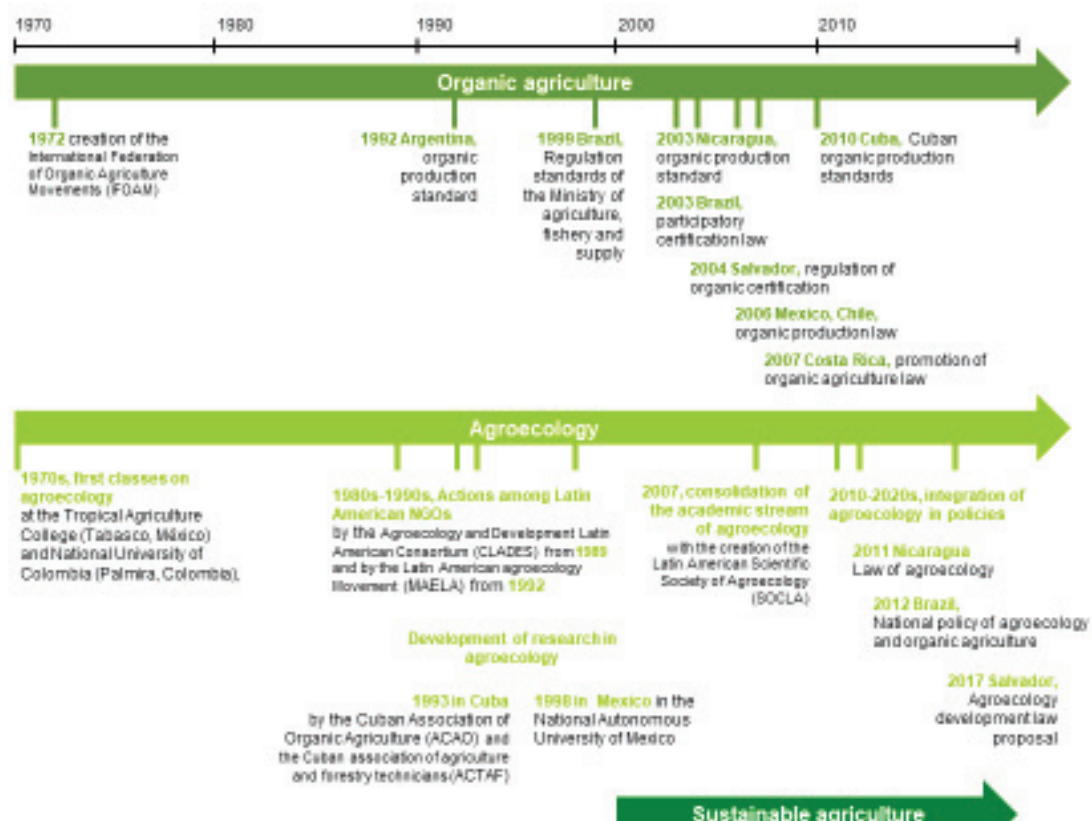 1970 1980 1990 2000 2010
Organic agriculture
1972 creation of the
International Federation
of Organic Agriculture
Movements (IFOAM)
1992 Argentina,
organic
production
standard
1999 Brazil,
Regulation
standards of
the Ministry of
agriculture,
fishery and
supply
2003 Nicaragua,
organic production
standard
2003 Brazil,
participatory
certification law
2004 Salvador, regulation of
organic certification
2006 Mexico, Chile,
organic production law
2007 Costa Rica, promotion of
organic agriculture law
2010 Cuba, Cuban
organic production
standards
Agroecology
1970s, first classes on
agroecology
at the Tropical Agriculture
College (Tabasco, México)
and National University of
Colombia (Palmira, Colombia),
1980s-1990s, Actions among Latin
American NGOs
by the Agroecology and Development Latin
American Consortium (CLADES) from 1989
and by the Latin American agroecology
Movement (MAELA) from 1992
Development of research in
agroecology
1993 in Cuba
by the Cuban Association of
Organic Agriculture (ACAO) and
the Cuban association of agriculture
and forestry technicians (ACTAF)
1998 in Mexico in the
National Autonomous
University of Mexico
2007, consolidation of
the academic stream
of agroecology
with the creation of the
Latin American Scientific
Society of Agroecology
(SOCLA)
2010-2020s, integration of
agroecology in policies
2011 Nicaragua
Law of agroecology
2012 Brazil,
National policy of agroecology
and organic agriculture
2017 Salvador,
Agroecology
development law
proposal
Sustainable agriculture